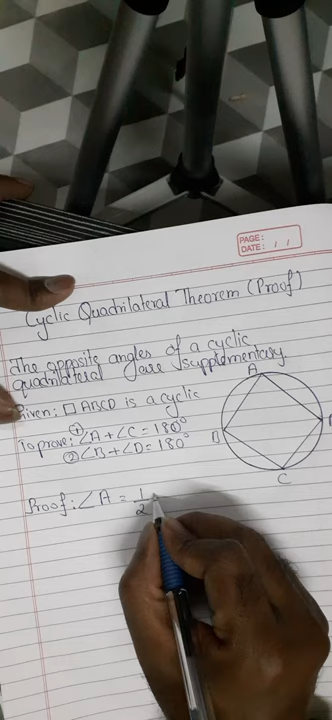 PAGE:
DATE: / /
Cyclic Quadrilateral Theorem (Proof)
The opposite angles of a cyclic
quadrilateral are supplementary.
Given: □ ABCD is a cyclic
To prove: ① ∠A + ∠C = 180°
② ∠B + ∠D = 180°
A
B
C
Proof: ∠A = 1/2